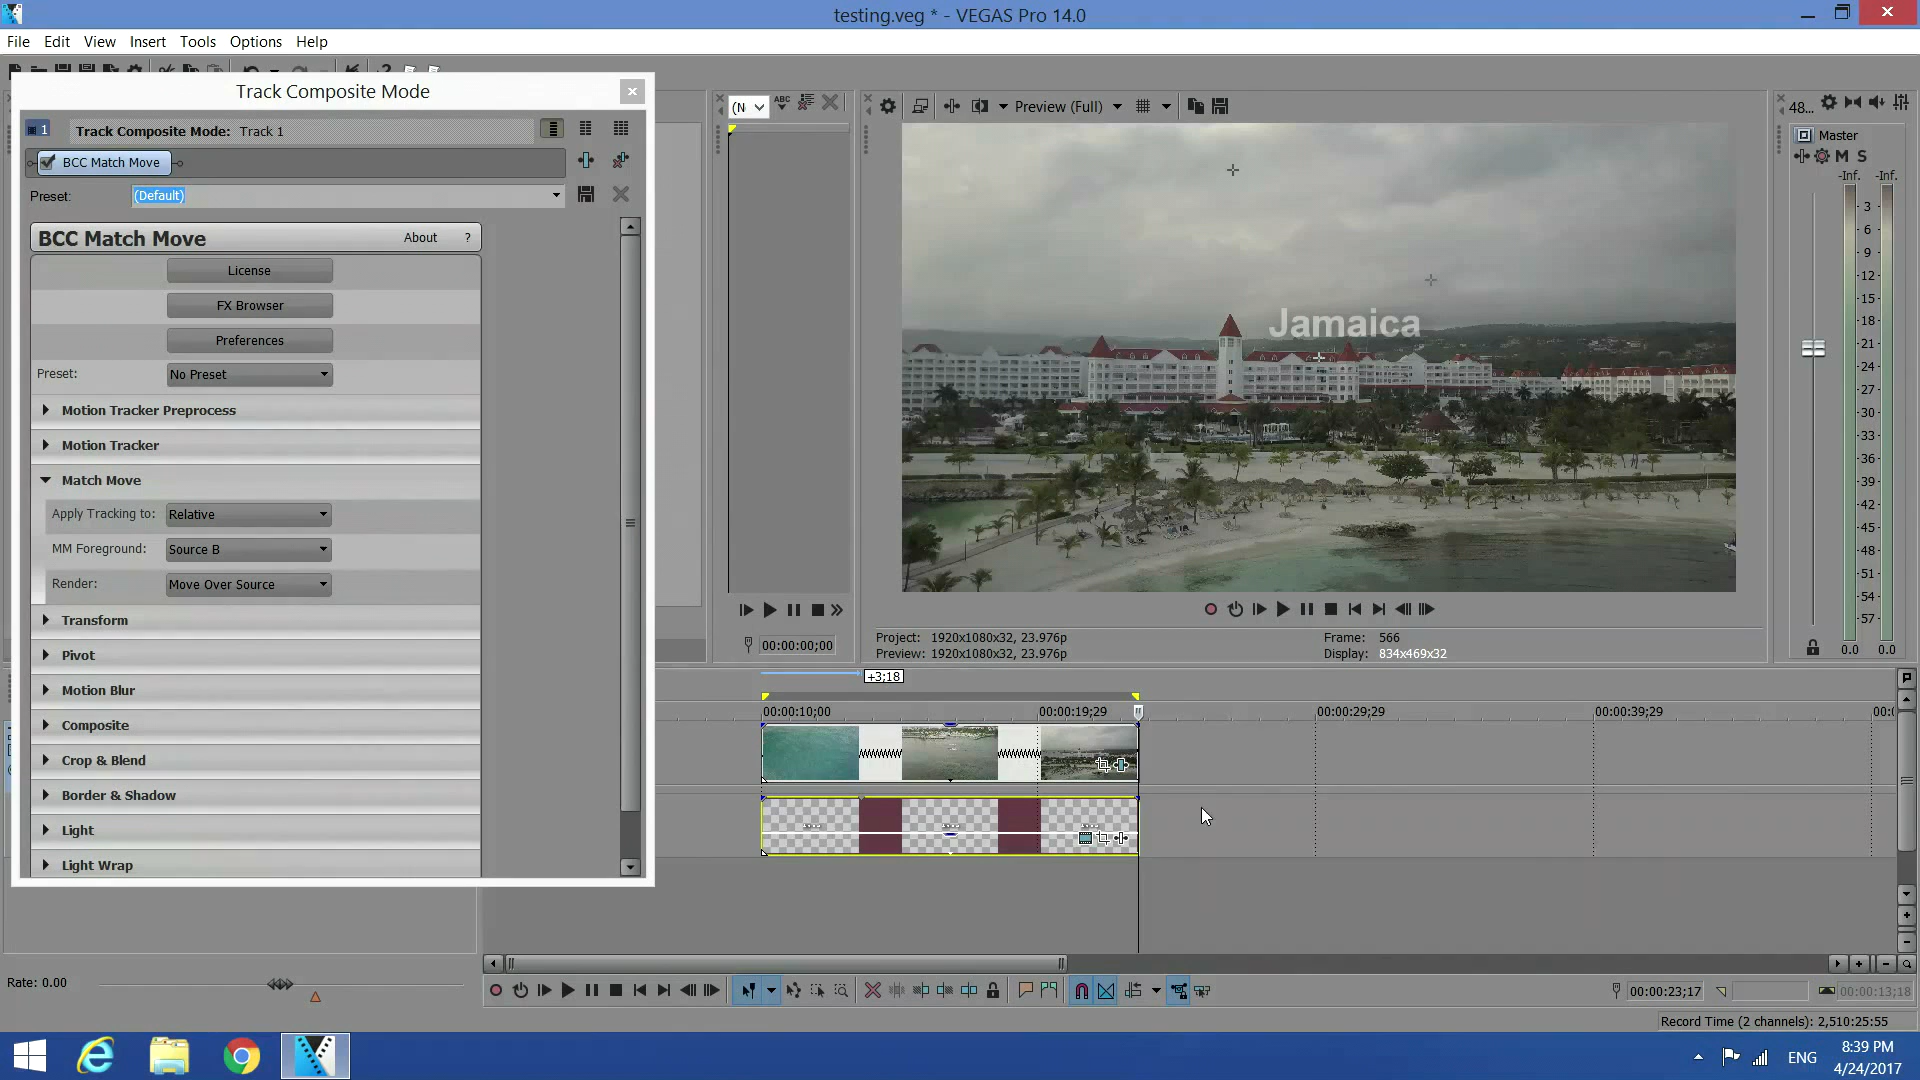 testing.veg * - VEGAS Pro 14.0
File Edit View Insert Tools Options Help
Track Composite Mode
1 Track Composite Mode: Track 1
BCC Match Move
Preset: (Default)
BCC Match Move About ?
License
FX Browser
Preferences
Preset: No Preset
Motion Tracker Preprocess
Motion Tracker
Match Move
Apply Tracking to: Relative
MM Foreground: Source B
Render: Move Over Source
Transform
Pivot
Motion Blur
Composite
Crop & Blend
Border & Shadow
Light
Light Wrap
Rate: 0.00
(N
ABC
00:00:00;00
Preview (Full)
Jamaica
Project: 1920x1080x32, 23.976p
Preview: 1920x1080x32, 23.976p
Frame: 566
Display: 834x469x32
48...
Master
M S
-Inf. -Inf.
3
6
9
12
15
18
21
24
27
30
33
36
39
42
45
48
51
54
57
0.0 0.0
+3;18
00:00:10;00 00:00:19;29 00:00:29;29 00:00:39;29 00:0
00:00:23;17 00:00:13;18
Record Time (2 channels): 2,510:25:55
ENG
8:39 PM
4/24/2017